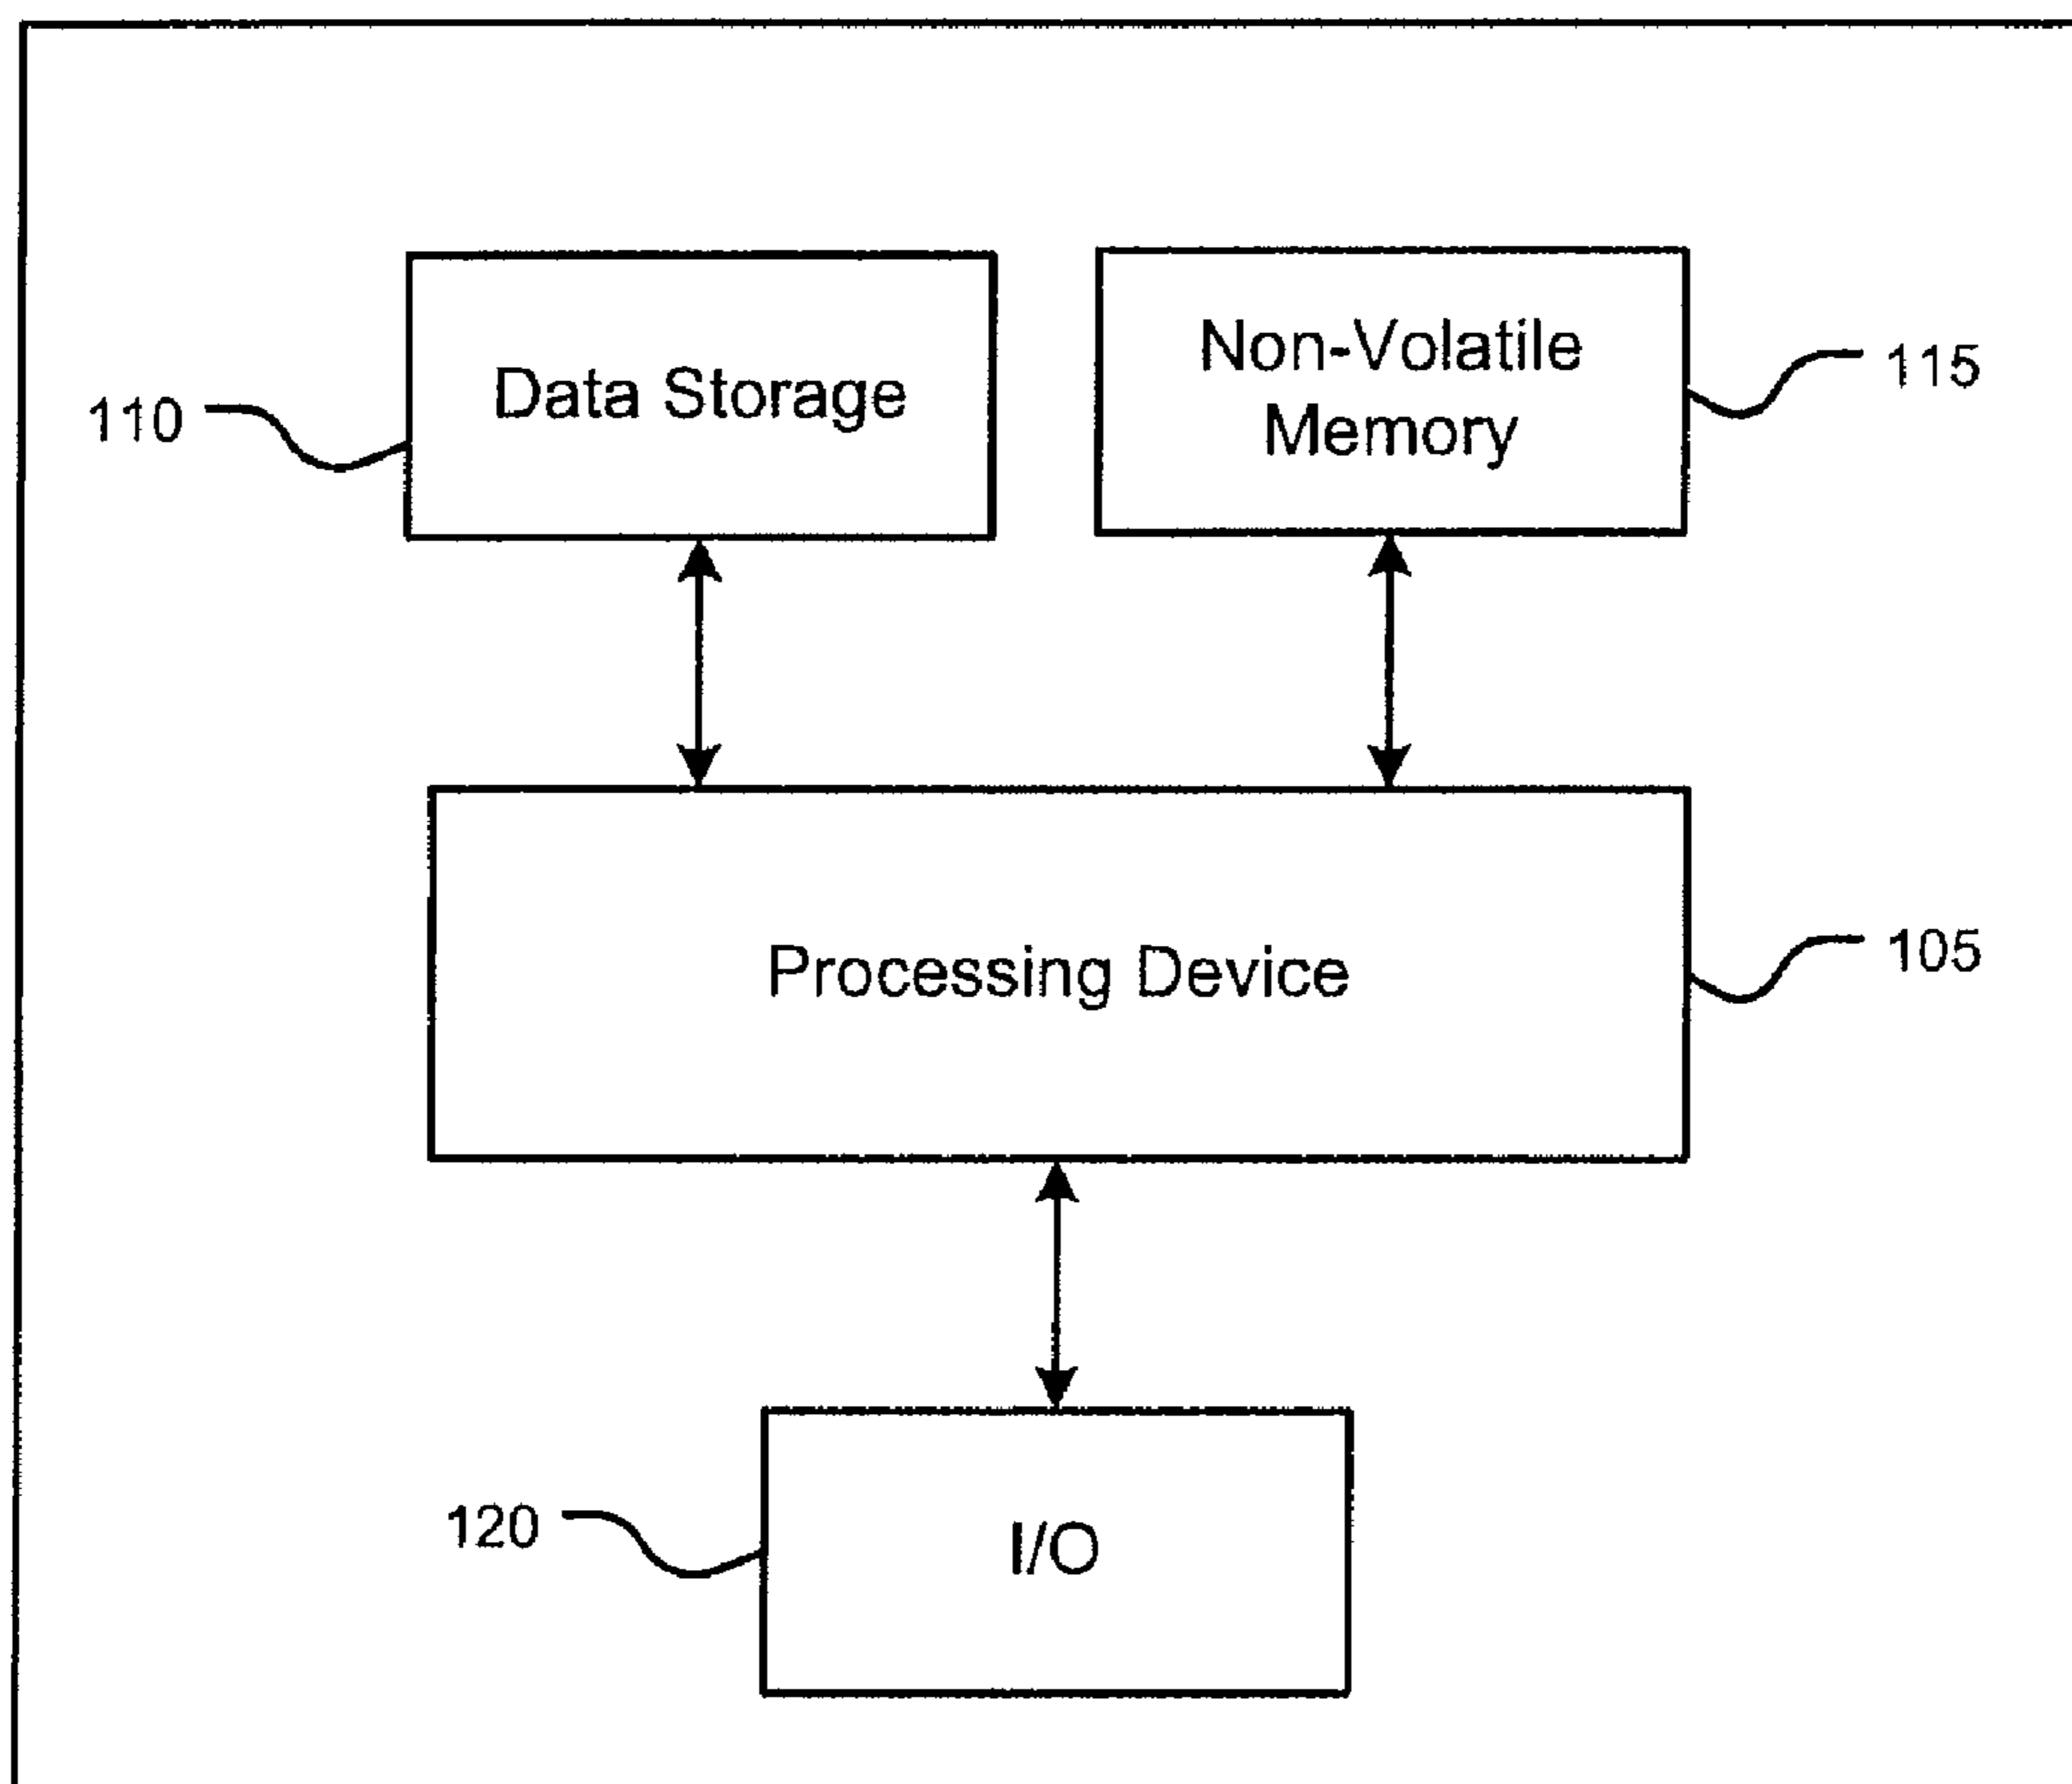 Data Storage
110
Non-Volatile
Memory
115
Processing Device
105
I/O
120